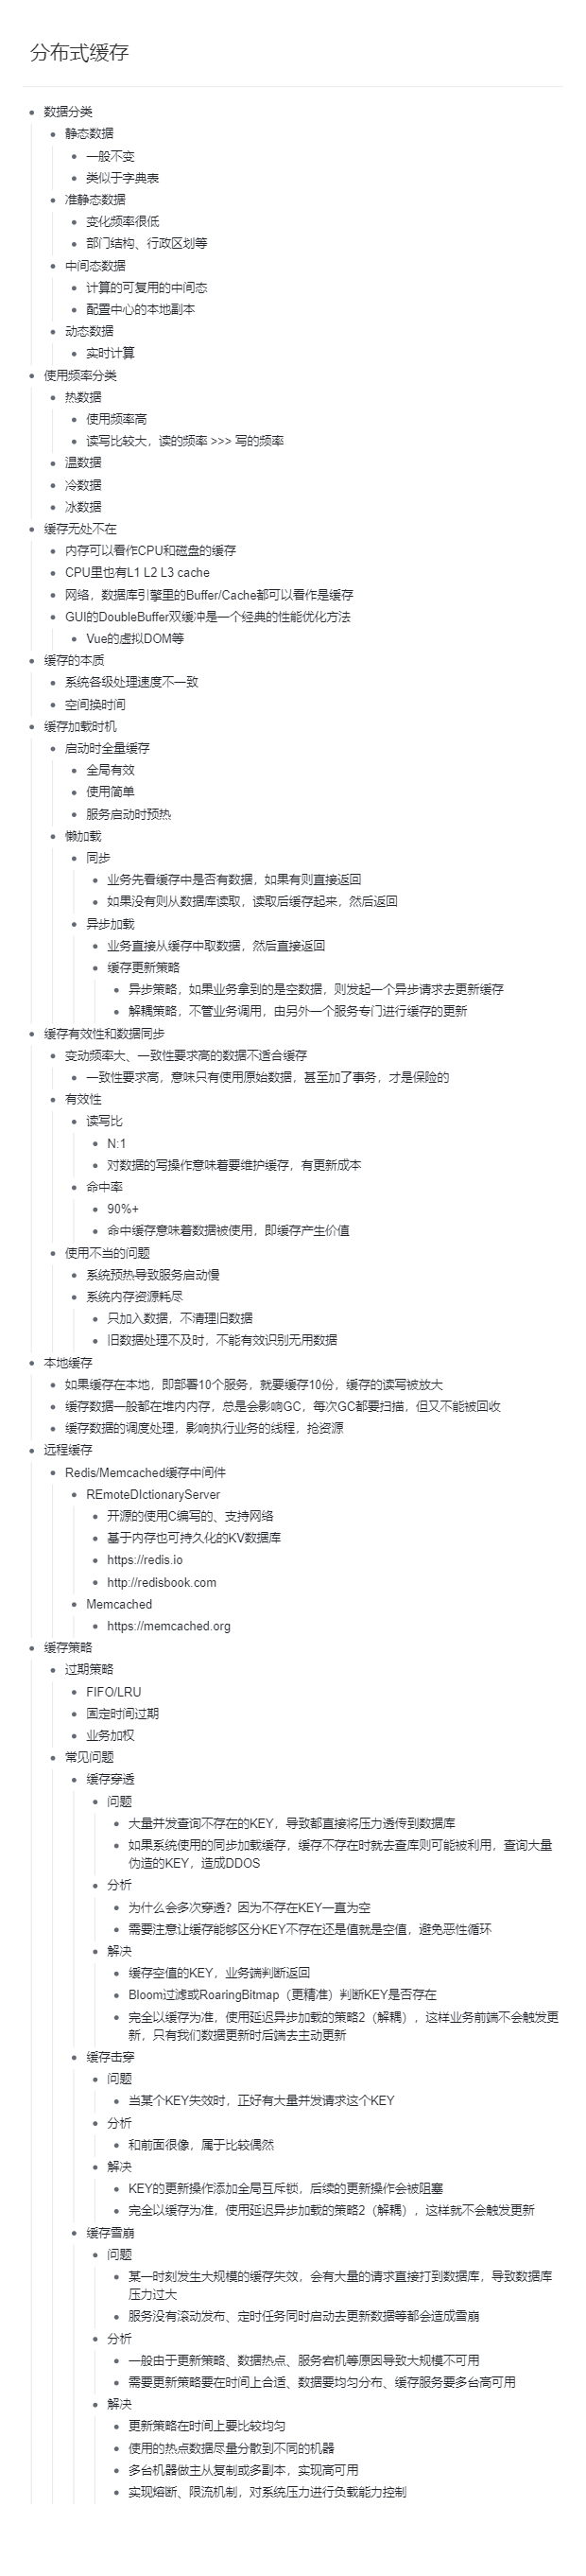 分布式缓存
数据分类
静态数据
一般不变
类似于字典表
准静态数据
变化频率很低
部门结构、行政区划等
中间态数据
计算的可复用的中间态
配置中心的本地副本
动态数据
实时计算
使用频率分类
热数据
使用频率高
读写比较大，读的频率 >>> 写的频率
温数据
冷数据
冰数据
缓存无处不在
内存可以看作CPU和磁盘的缓存
CPU里也有L1 L2 L3 cache
网络，数据库引擎里的Buffer/Cache都可以看作是缓存
GUI的DoubleBuffer双缓冲是一个经典的性能优化方法
Vue的虚拟DOM等
缓存的本质
系统各级处理速度不一致
空间换时间
缓存加载时机
启动时全量缓存
全局有效
使用简单
服务启动时预热
懒加载
同步
业务先看缓存中是否有数据，如果有则直接返回
如果没有则从数据库读取，读取后缓存起来，然后返回
异步加载
业务直接从缓存中取数据，然后直接返回
缓存更新策略
异步策略，如果业务拿到的是空数据，则发起一个异步请求去更新缓存
解耦策略，不管业务调用，由另外一个服务专门进行缓存的更新
缓存有效性和数据同步
变动频率大、一致性要求高的数据不适合缓存
一致性要求高，意味只有使用原始数据，甚至加了事务，才是保险的
有效性
读写比
N:1
对数据的写操作意味着要维护缓存，有更新成本
命中率
90%+
命中缓存意味着数据被使用，即缓存产生价值
使用不当的问题
系统预热导致服务启动慢
系统内存资源耗尽
只加入数据，不清理旧数据
旧数据处理不及时，不能有效识别无用数据
本地缓存
如果缓存在本地，即部署10个服务，就要缓存10份，缓存的读写被放大
缓存数据一般都在堆内内存，总是会影响GC，每次GC都要扫描，但又不能被回收
缓存数据的调度处理，影响执行业务的线程，抢资源
远程缓存
Redis/Memcached缓存中间件
REmoteDIctionaryServer
开源的使用C编写的、支持网络
基于内存也可持久化的KV数据库
https://redis.io
http://redisbook.com
Memcached
https://memcached.org
缓存策略
过期策略
FIFO/LRU
固定时间过期
业务加权
常见问题
缓存穿透
问题
大量并发查询不存在的KEY，导致都直接将压力透传到数据库
如果系统使用的同步加载缓存，缓存不存在时就去查库则可能被利用，查询大量
伪造的KEY，造成DDOS
分析
为什么会多次穿透？因为不存在KEY一直为空
需要注意让缓存能够区分KEY不存在还是值就是空值，避免恶性循环
解决
缓存空值的KEY，业务端判断返回
Bloom过滤或RoaringBitmap（更精准）判断KEY是否存在
完全以缓存为准，使用延迟异步加载的策略2（解耦），这样业务前端不会触发更
新，只有我们数据更新时后端去主动更新
缓存击穿
问题
当某个KEY失效时，正好有大量并发请求这个KEY
分析
和前面很像，属于比较偶然
解决
KEY的更新操作添加全局互斥锁，后续的更新操作会被阻塞
完全以缓存为准，使用延迟异步加载的策略2（解耦），这样就不会触发更新
缓存雪崩
问题
某一时刻发生大规模的缓存失效，会有大量的请求直接打到数据库，导致数据库
压力过大
服务没有滚动发布、定时任务同时启动去更新数据等都会造成雪崩
分析
一般由于更新策略、数据热点、服务宕机等原因导致大规模不可用
需要更新策略要在时间上合适、数据要均匀分布、缓存服务要多台高可用
解决
更新策略在时间上要比较均匀
使用的热点数据尽量分散到不同的机器
多台机器做主从复制或多副本，实现高可用
实现熔断、限流机制，对系统压力进行负载能力控制